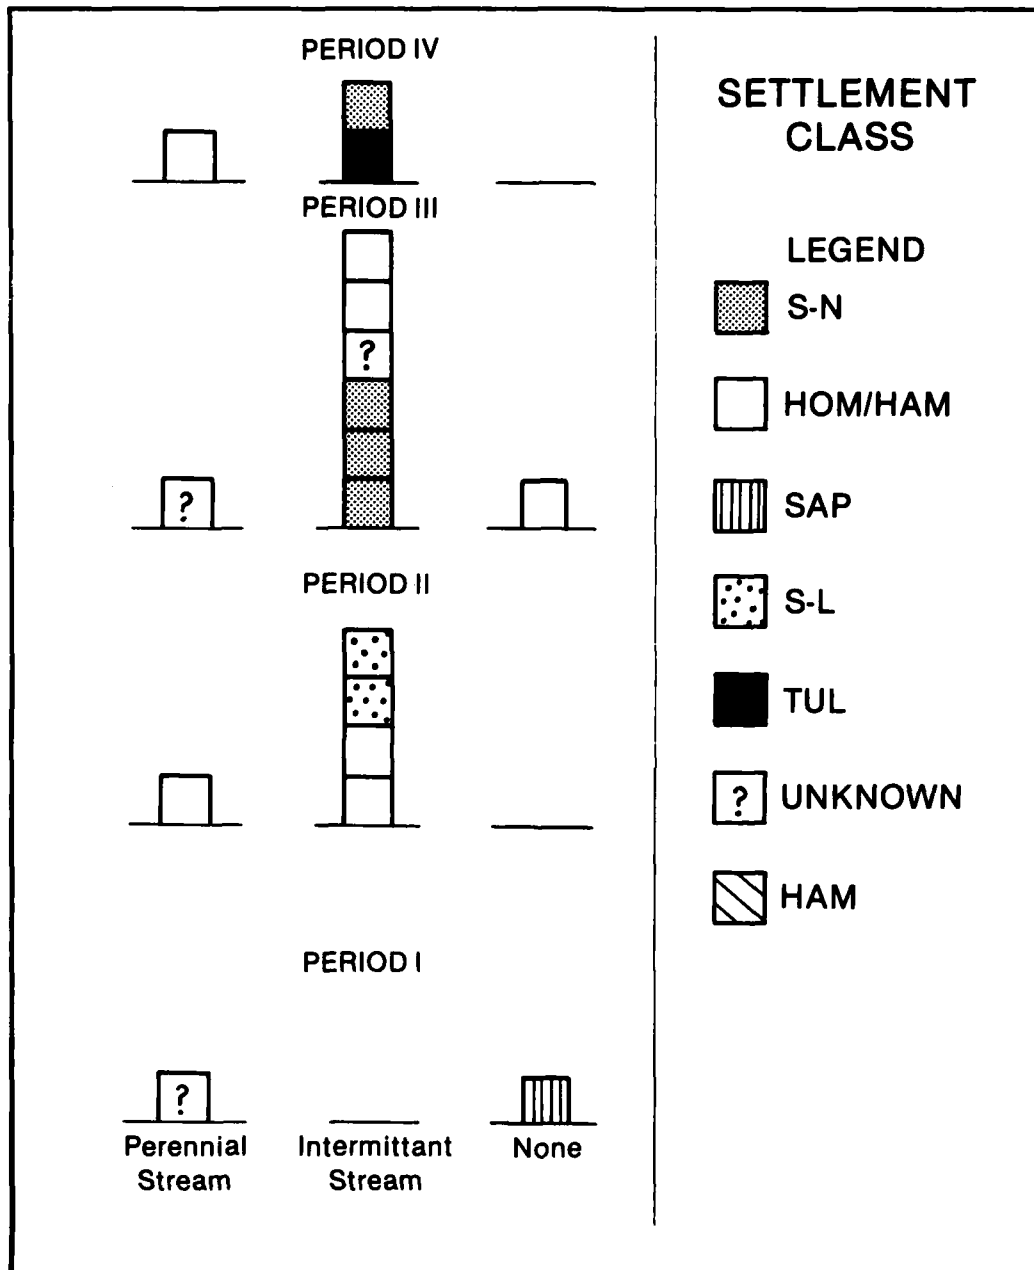 PERIOD IV
PERIOD III
?
?
PERIOD II
PERIOD I
?
Perennial
Stream
Intermittant
Stream
None
SETTLEMENT
CLASS
LEGEND
S-N
HOM/HAM
SAP
S-L
TUL
? UNKNOWN
HAM